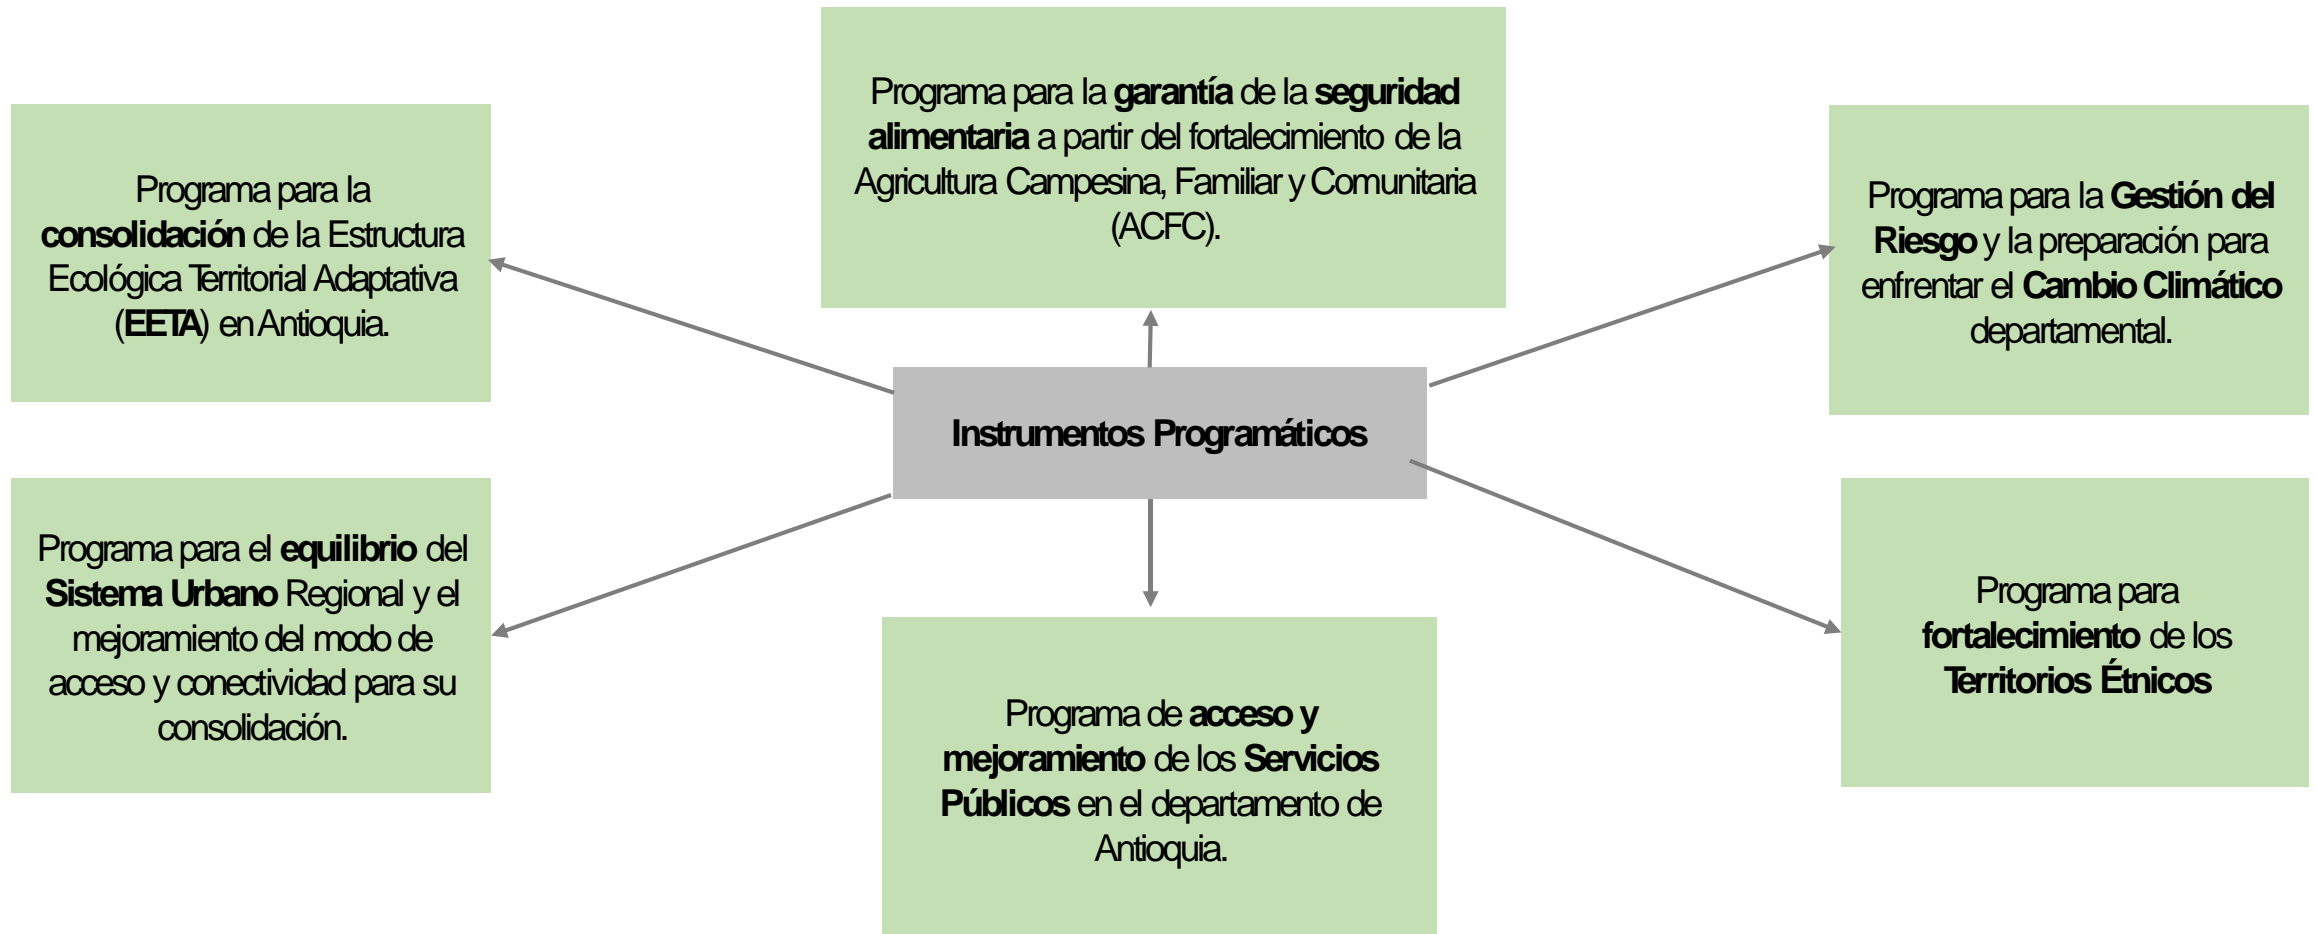 Programa para la garantía de la seguridad
alimentaria a partir del fortalecimiento de la
Agricultura Campesina, Familiar y Comunitaria
(ACFC).
Programa para la
consolidación de la Estructura
Ecológica Territorial Adaptativa
(EETA) en Antioquia.
Programa para la Gestión del
Riesgo y la preparación para
enfrentar el Cambio Climático
departamental.
Instrumentos Programáticos
Programa para el equilibrio del
Sistema Urbano Regional y el
mejoramiento del modo de
acceso y conectividad para su
consolidación.
Programa de acceso y
mejoramiento de los Servicios
Públicos en el departamento de
Antioquia.
Programa para
fortalecimiento de los
Territorios Étnicos